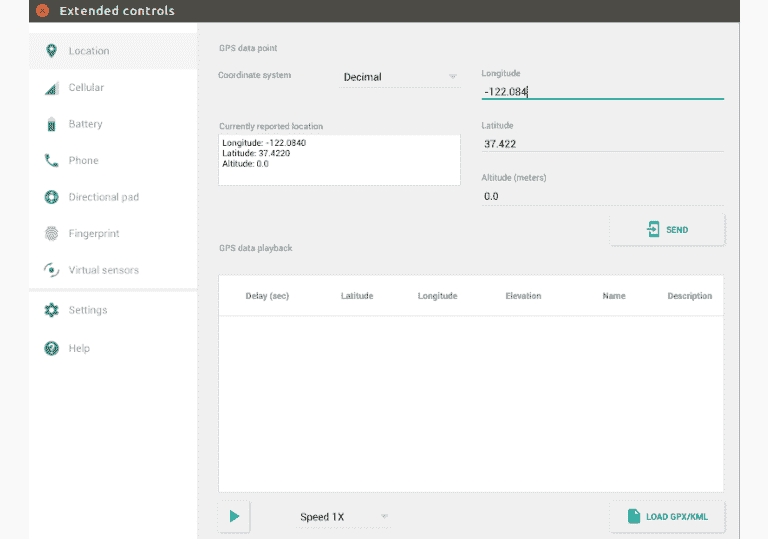 Extended controls
Location
Cellular
Battery
Phone
Directional pad
Fingerprint
Virtual sensors
Settings
Help
GPS data point
Coordinate system
Decimal
Longitude
-122.084
Currently reported location
Longitude: -122.0840
Latitude: 37.4220
Altitude: 0.0
Latitude
37.422
Altitude (meters)
0.0
SEND
GPS data playback
Delay (sec) Latitude Longitude Elevation Name Description
Speed 1X
LOAD GPX/KML